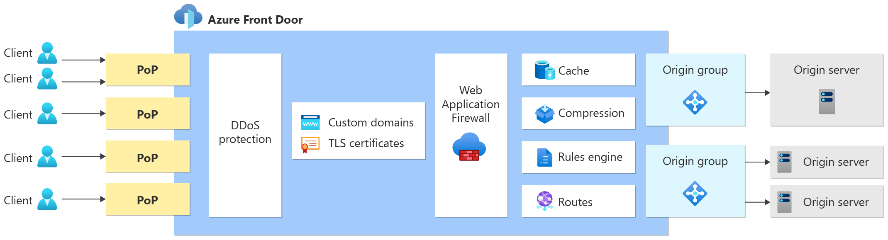 Azure Front Door
Client
Client
Client
Client
Client
PoP
PoP
PoP
PoP
DDoS
protection
Custom domains
www
TLS certificates
Web
Application
Firewall
Cache
Compression
Rules engine
Routes
Origin group
Origin group
Origin server
Origin server
Origin server